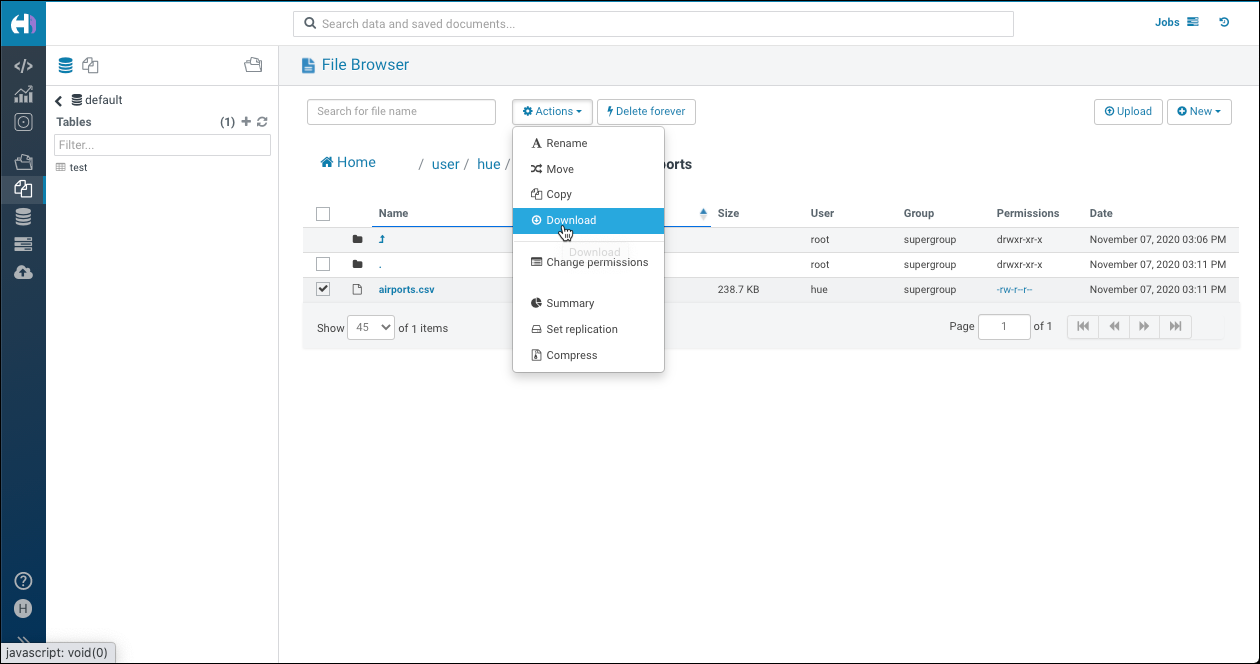 Search data and saved documents...
Jobs
File Browser
default
Tables (1)
Filter...
test
Search for file name
Actions
Delete forever
Upload
New
Rename
Move
Copy
Download
Download
Change permissions
Summary
Set replication
Compress
Home / user / hue / ports
Name Size User Group Permissions Date
root supergroup drwxr-xr-x November 07, 2020 03:06 PM
. root supergroup drwxr-xr-x November 07, 2020 03:11 PM
airports.csv 238.7 KB hue supergroup -rw-r--r-- November 07, 2020 03:11 PM
Show 45 of 1 items
Page 1 of 1
H
javascript: void(0)